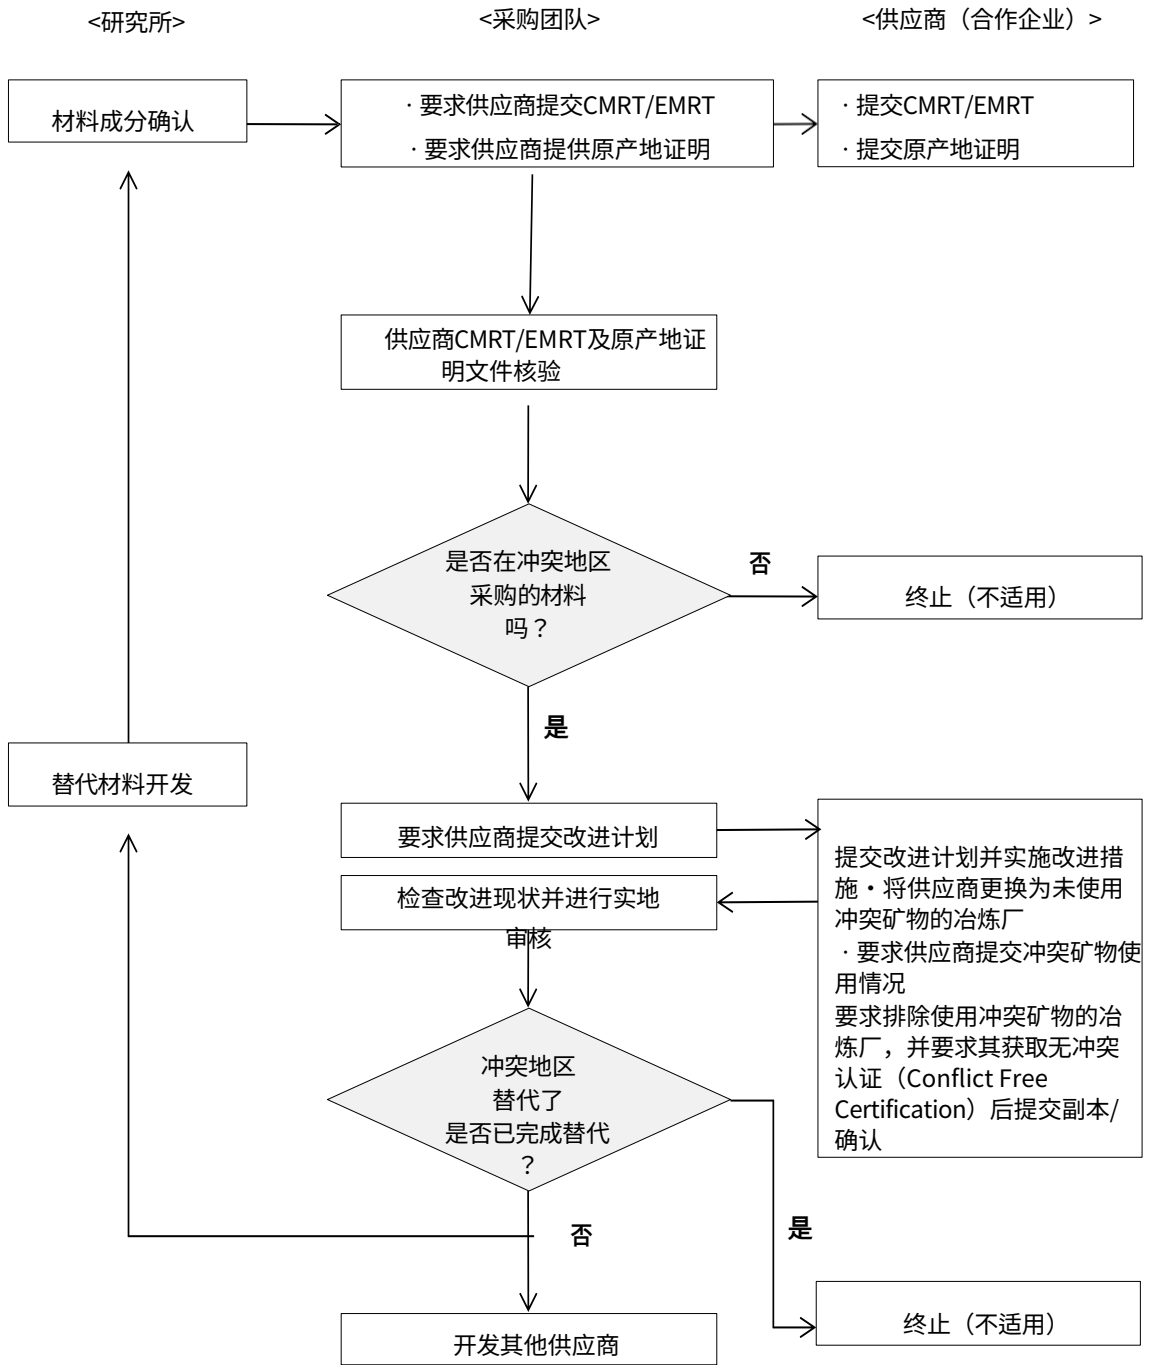 <研究所>
<采购团队>
<供应商（合作企业）>
材料成分确认
· 要求供应商提交CMRT/EMRT
· 要求供应商提供原产地证明
· 提交CMRT/EMRT
· 提交原产地证明
供应商CMRT/EMRT及原产地证
明文件核验
是否在冲突地区
采购的材料
吗？
否
终止（不适用）
是
替代材料开发
要求供应商提交改进计划
检查改进现状并进行实地
审核
提交改进计划并实施改进措
施・将供应商更换为未使用
冲突矿物的冶炼厂
· 要求供应商提交冲突矿物使
用情况
要求排除使用冲突矿物的冶
炼厂，并要求其获取无冲突
认证（Conflict Free
Certification）后提交副本/
确认
冲突地区
替代了
是否已完成替代
？
否
是
终止（不适用）
开发其他供应商